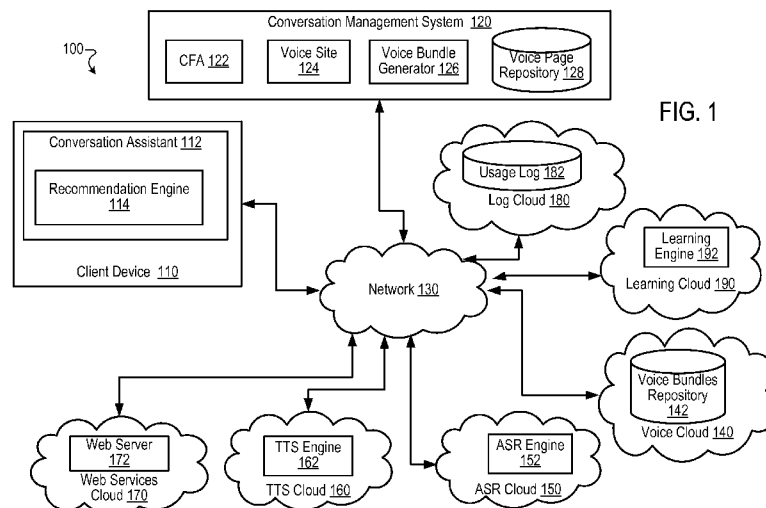 Conversation Management System 120
100
CFA 122
Voice Site
124
Voice Bundle
Generator 126
Voice Page
Repository 128
FIG. 1
Conversation Assistant 112
Recommendation Engine
114
Client Device 110
Usage Log 182
Log Cloud 180
Learning
Engine 192
Learning Cloud 190
Network 130
Voice Bundles
Repository
142
Voice Cloud 140
Web Server
172
Web Services
Cloud 170
TTS Engine
162
TTS Cloud 160
ASR Engine
152
ASR Cloud 150